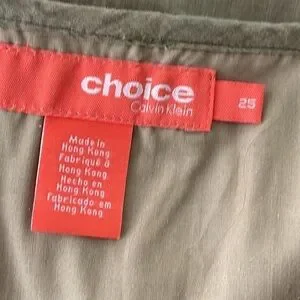 choice
Calvin Klein
25
Made in
Hong Kong
Fabriqué à
Hong Kong
Hecho en
Hong Kong
Fabricado em
Hong Kong